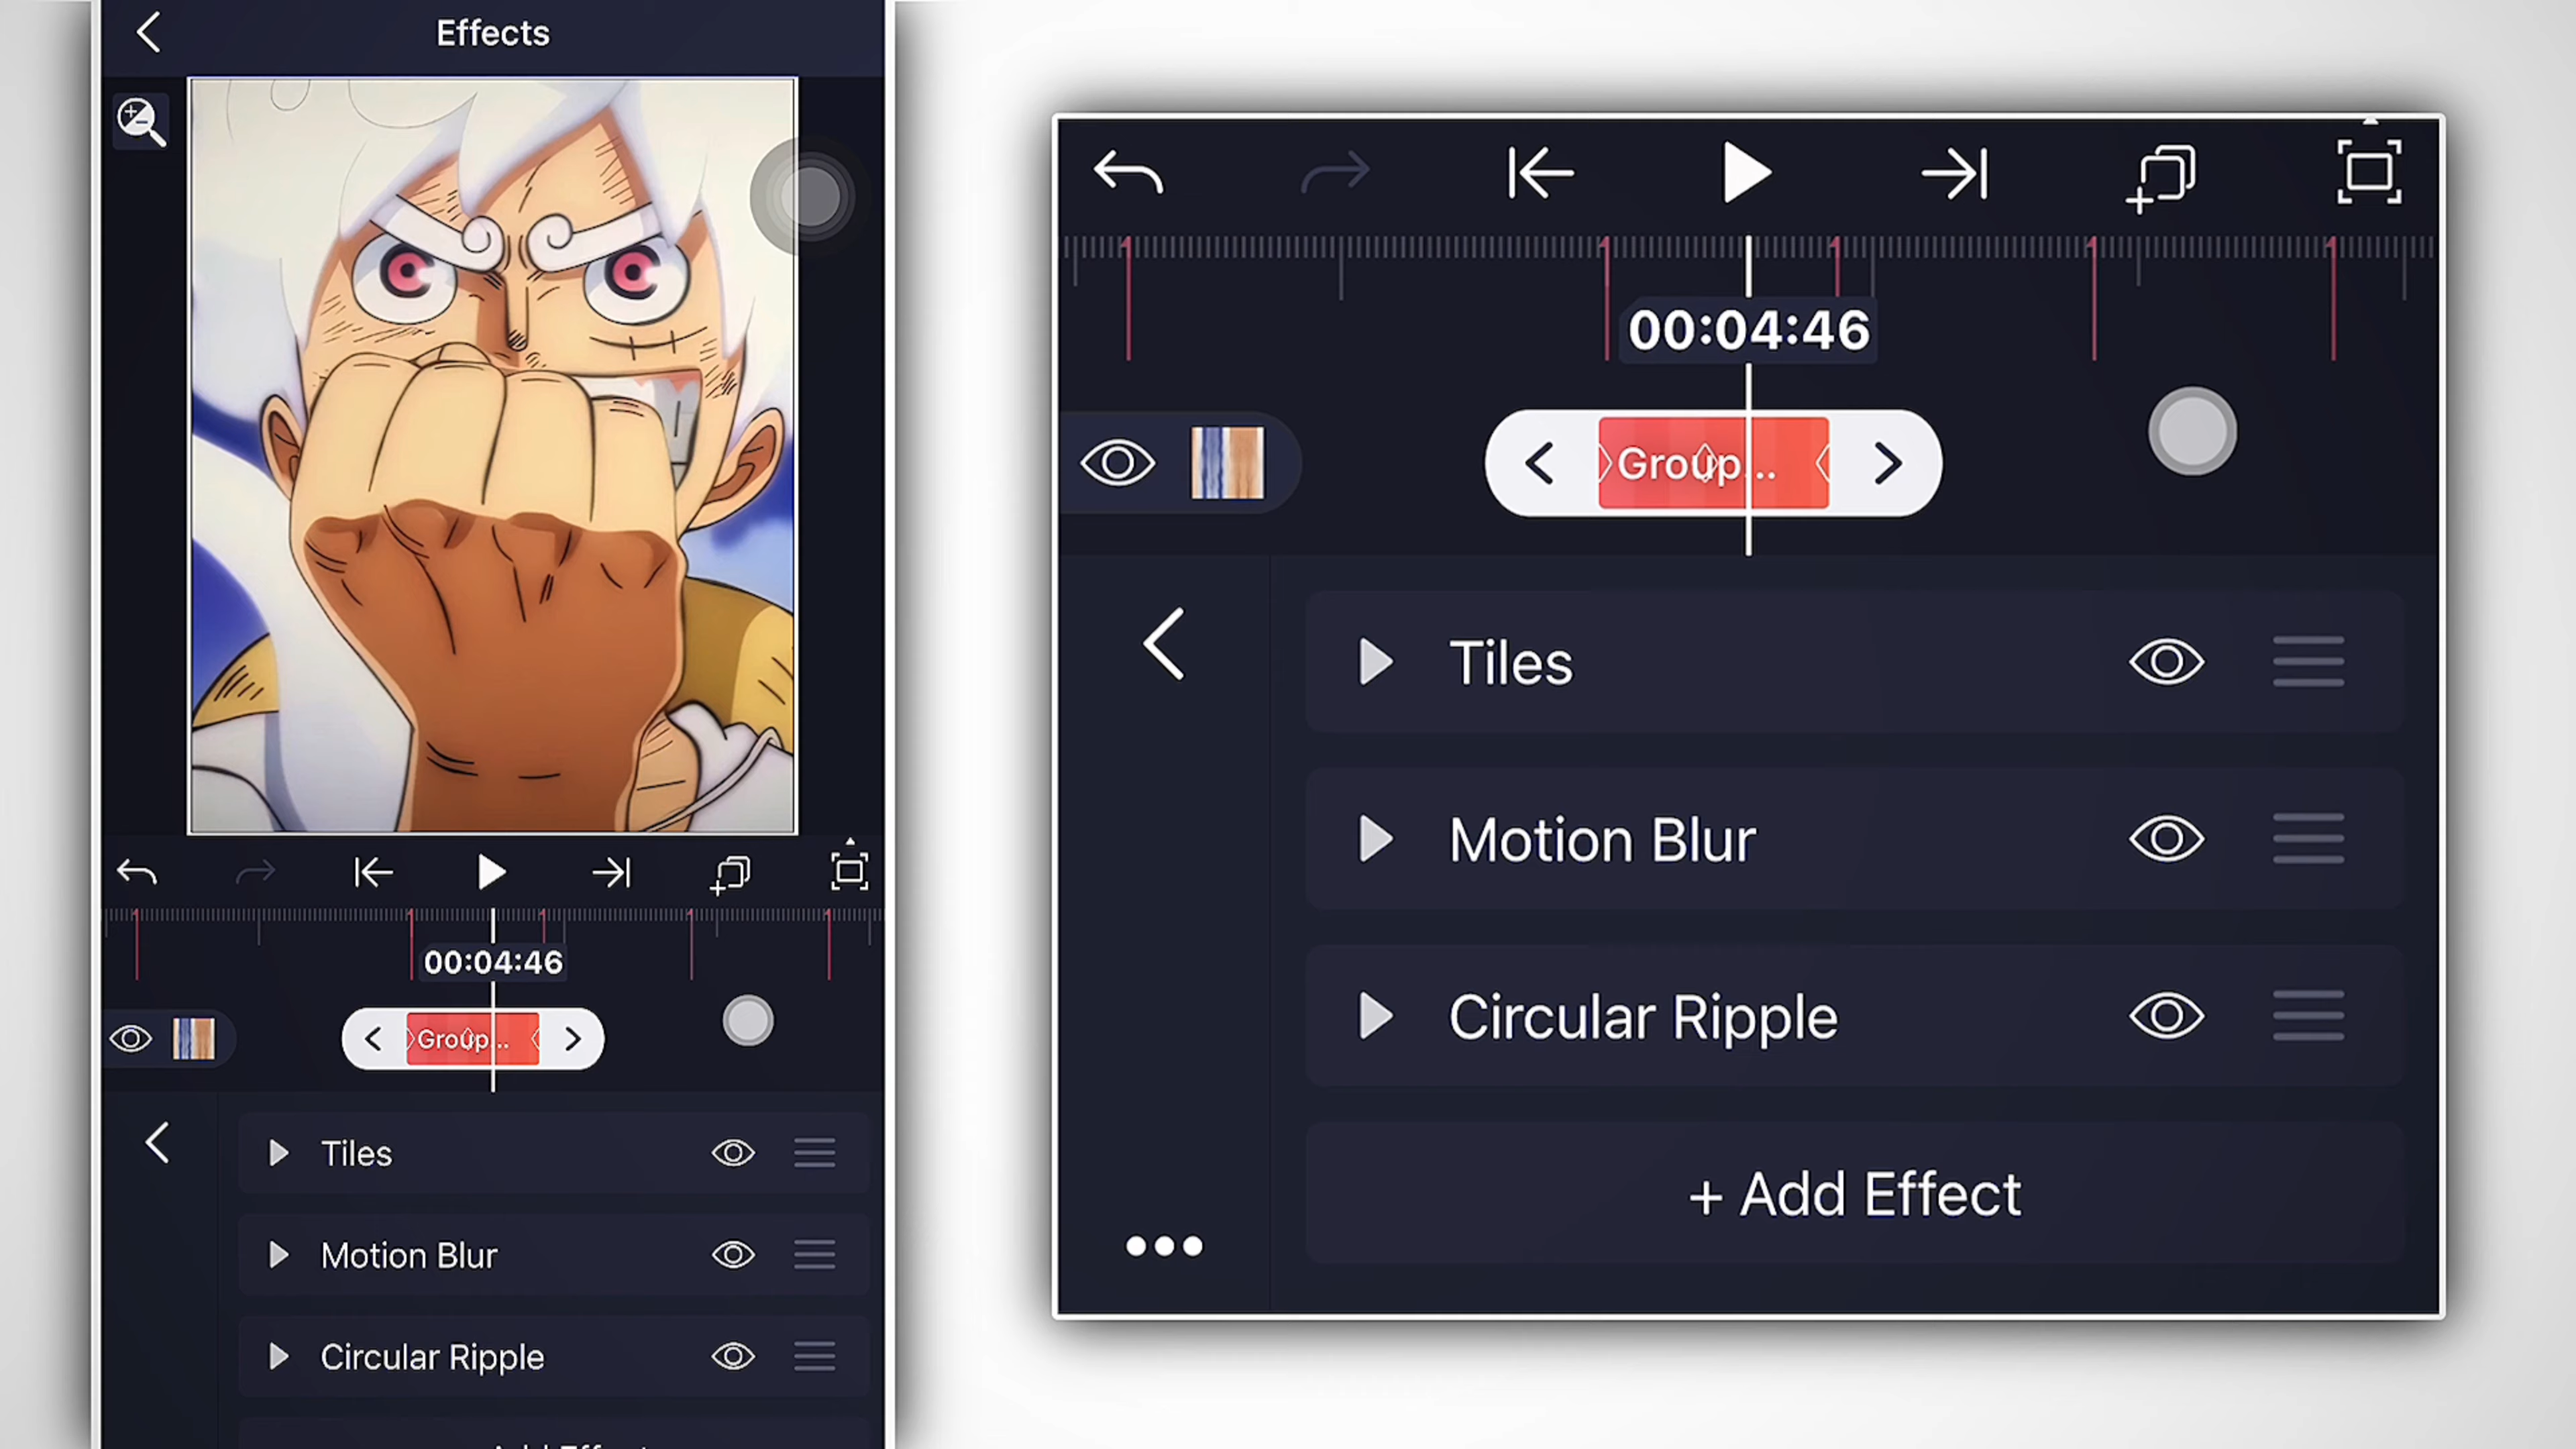 Effects
00:04:46
Group...
Tiles
Motion Blur
Circular Ripple
00:04:46
Group...
Tiles
Motion Blur
Circular Ripple
+ Add Effect